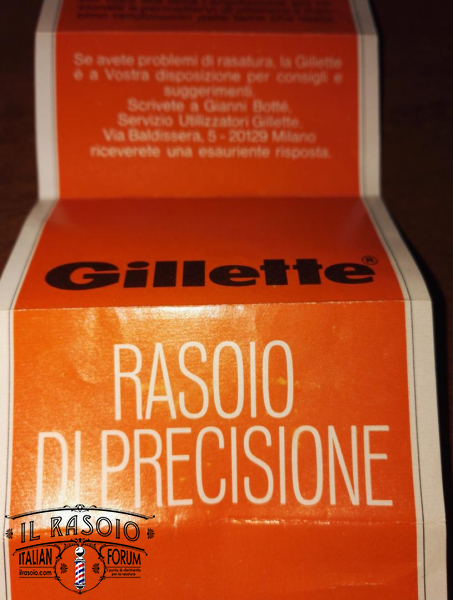 Se avete problemi di rasatura, la Gillette
é a Vostra disposizione per consigli e
suggerimenti.
Scrivete a Gianni Botté,
Servizio Utilizzatori Gillette,
Via Baldissera, 5 - 20129 Milano
riceverete una esauriente risposta.
Gillette®
RASOIO
DI PRECISIONE
IL RASOIO
ITALIAN FORUM
ilrasoio.com